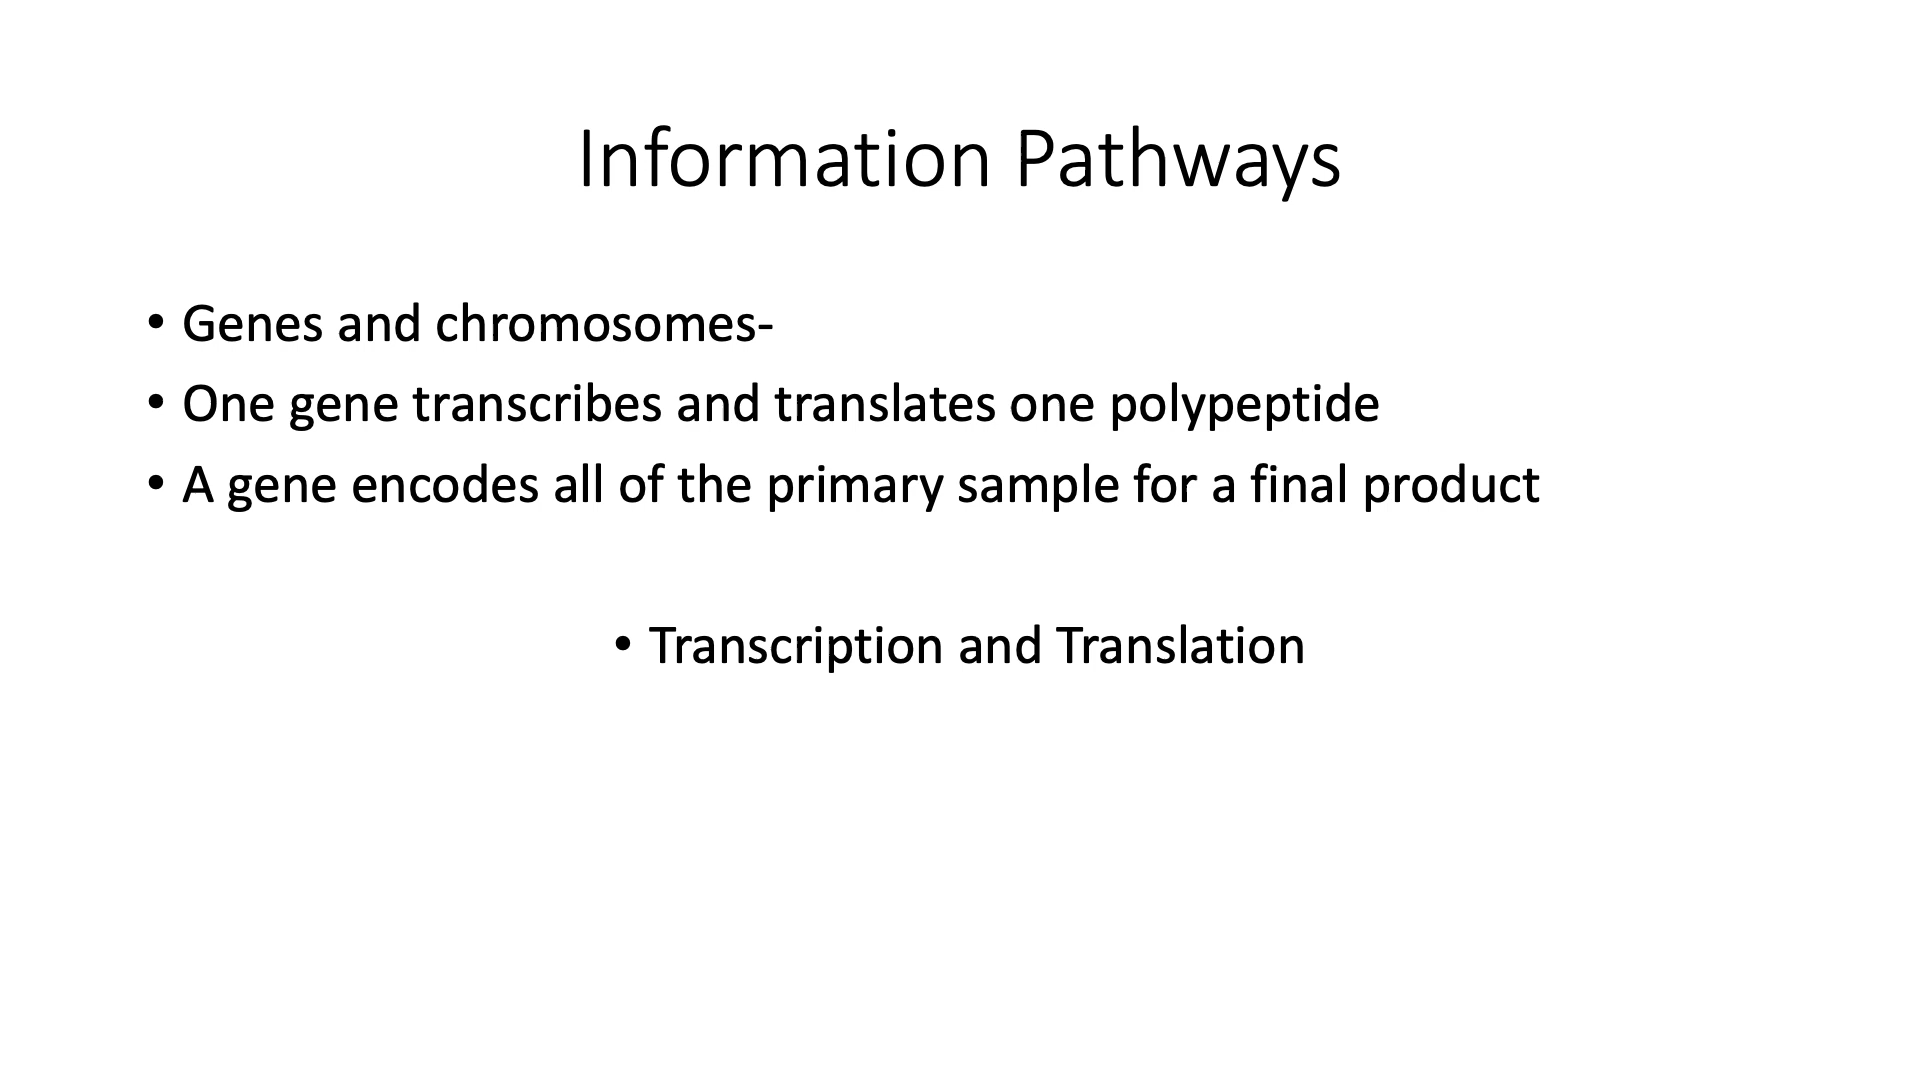 Information Pathways
• Genes and chromosomes-
• One gene transcribes and translates one polypeptide
• A gene encodes all of the primary sample for a final product
• Transcription and Translation